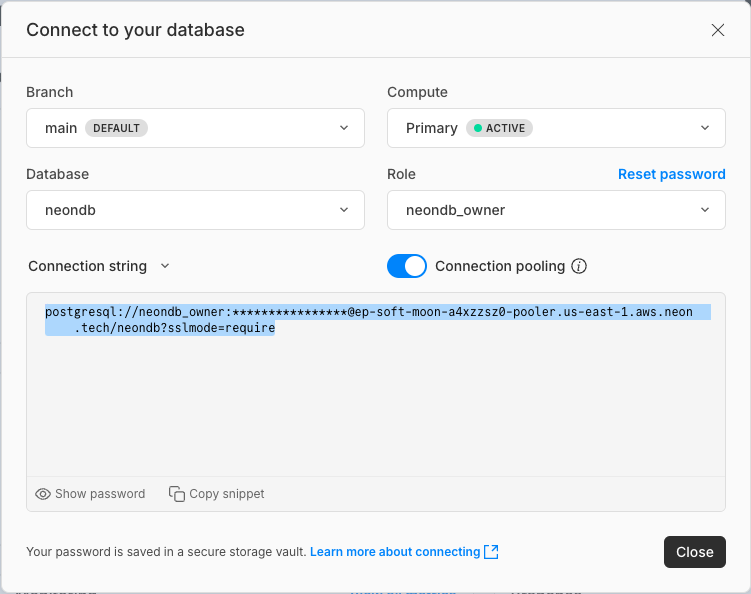 Connect to your database
Branch
Compute
main DEFAULT
Primary ACTIVE
Database
Role
Reset password
neondb
neondb_owner
Connection string
Connection pooling
postgresql://neondb_owner:****************@ep-soft-moon-a4xzzsz0-pooler.us-east-1.aws.neon
.tech/neondb?sslmode=require
Show password
Copy snippet
Your password is saved in a secure storage vault. Learn more about connecting
Close